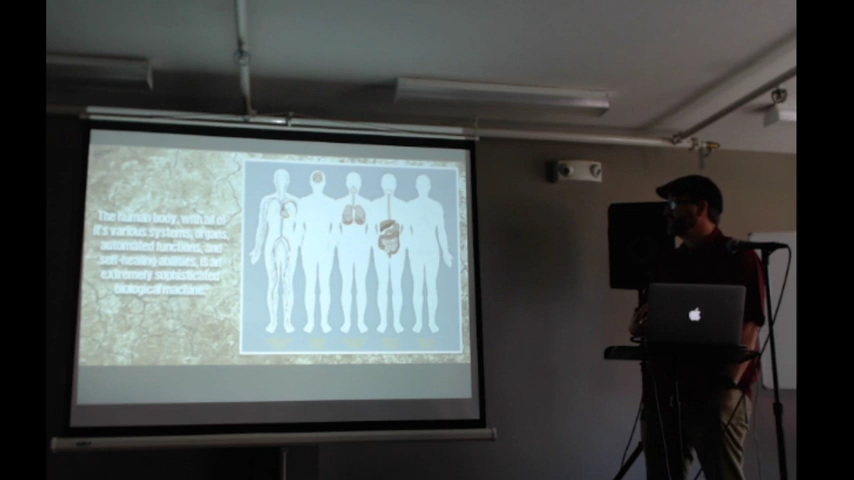 The human body, with all of
it's various systems, organs,
automated functions, and
self-healing abilities, is an
extremely sophisticated
biological machine.